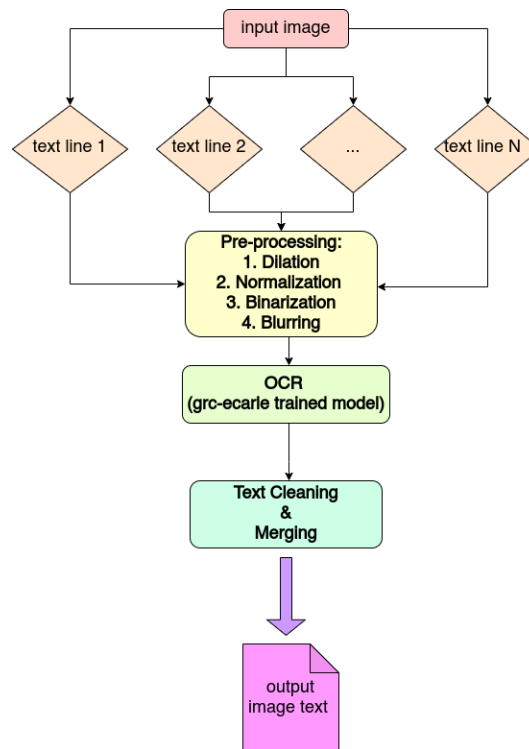 input image
text line 1
text line 2
...
text line N
Pre-processing:
1. Dilation
2. Normalization
3. Binarization
4. Blurring
OCR
(grc-ecarle trained model)
Text Cleaning
&
Merging
output
image text